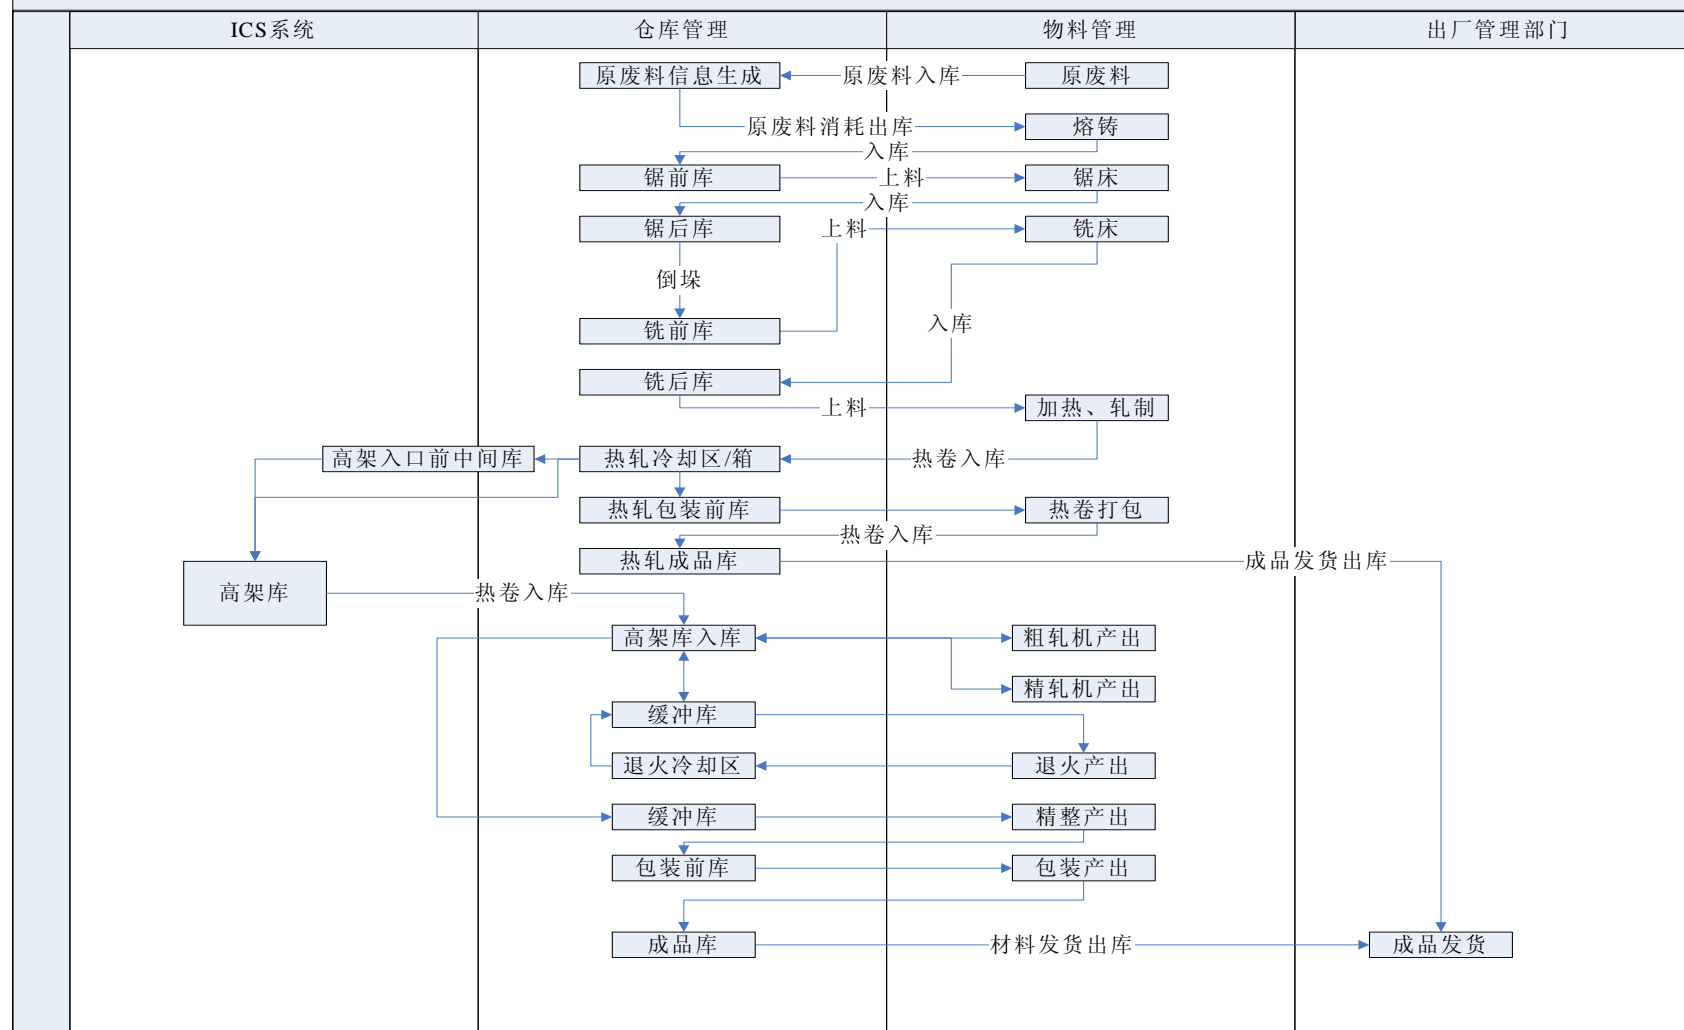 ICS系统 仓库管理 物料管理 出厂管理部门
原废料信息生成 原废料入库 原废料
原废料消耗出库 熔铸
入库
锯前库 上料 锯床
入库
锯后库 上料 铣床
倒垛
入库
铣前库
铣后库
上料 加热、轧制
高架入口前中间库 热轧冷却区/箱 热卷入库
热轧包装前库 热卷打包
热卷入库
热轧成品库 成品发货出库
高架库 热卷入库
高架库入库 粗轧机产出
精轧机产出
缓冲库
退火冷却区 退火产出
缓冲库 精整产出
包装前库 包装产出
成品库 材料发货出库 成品发货